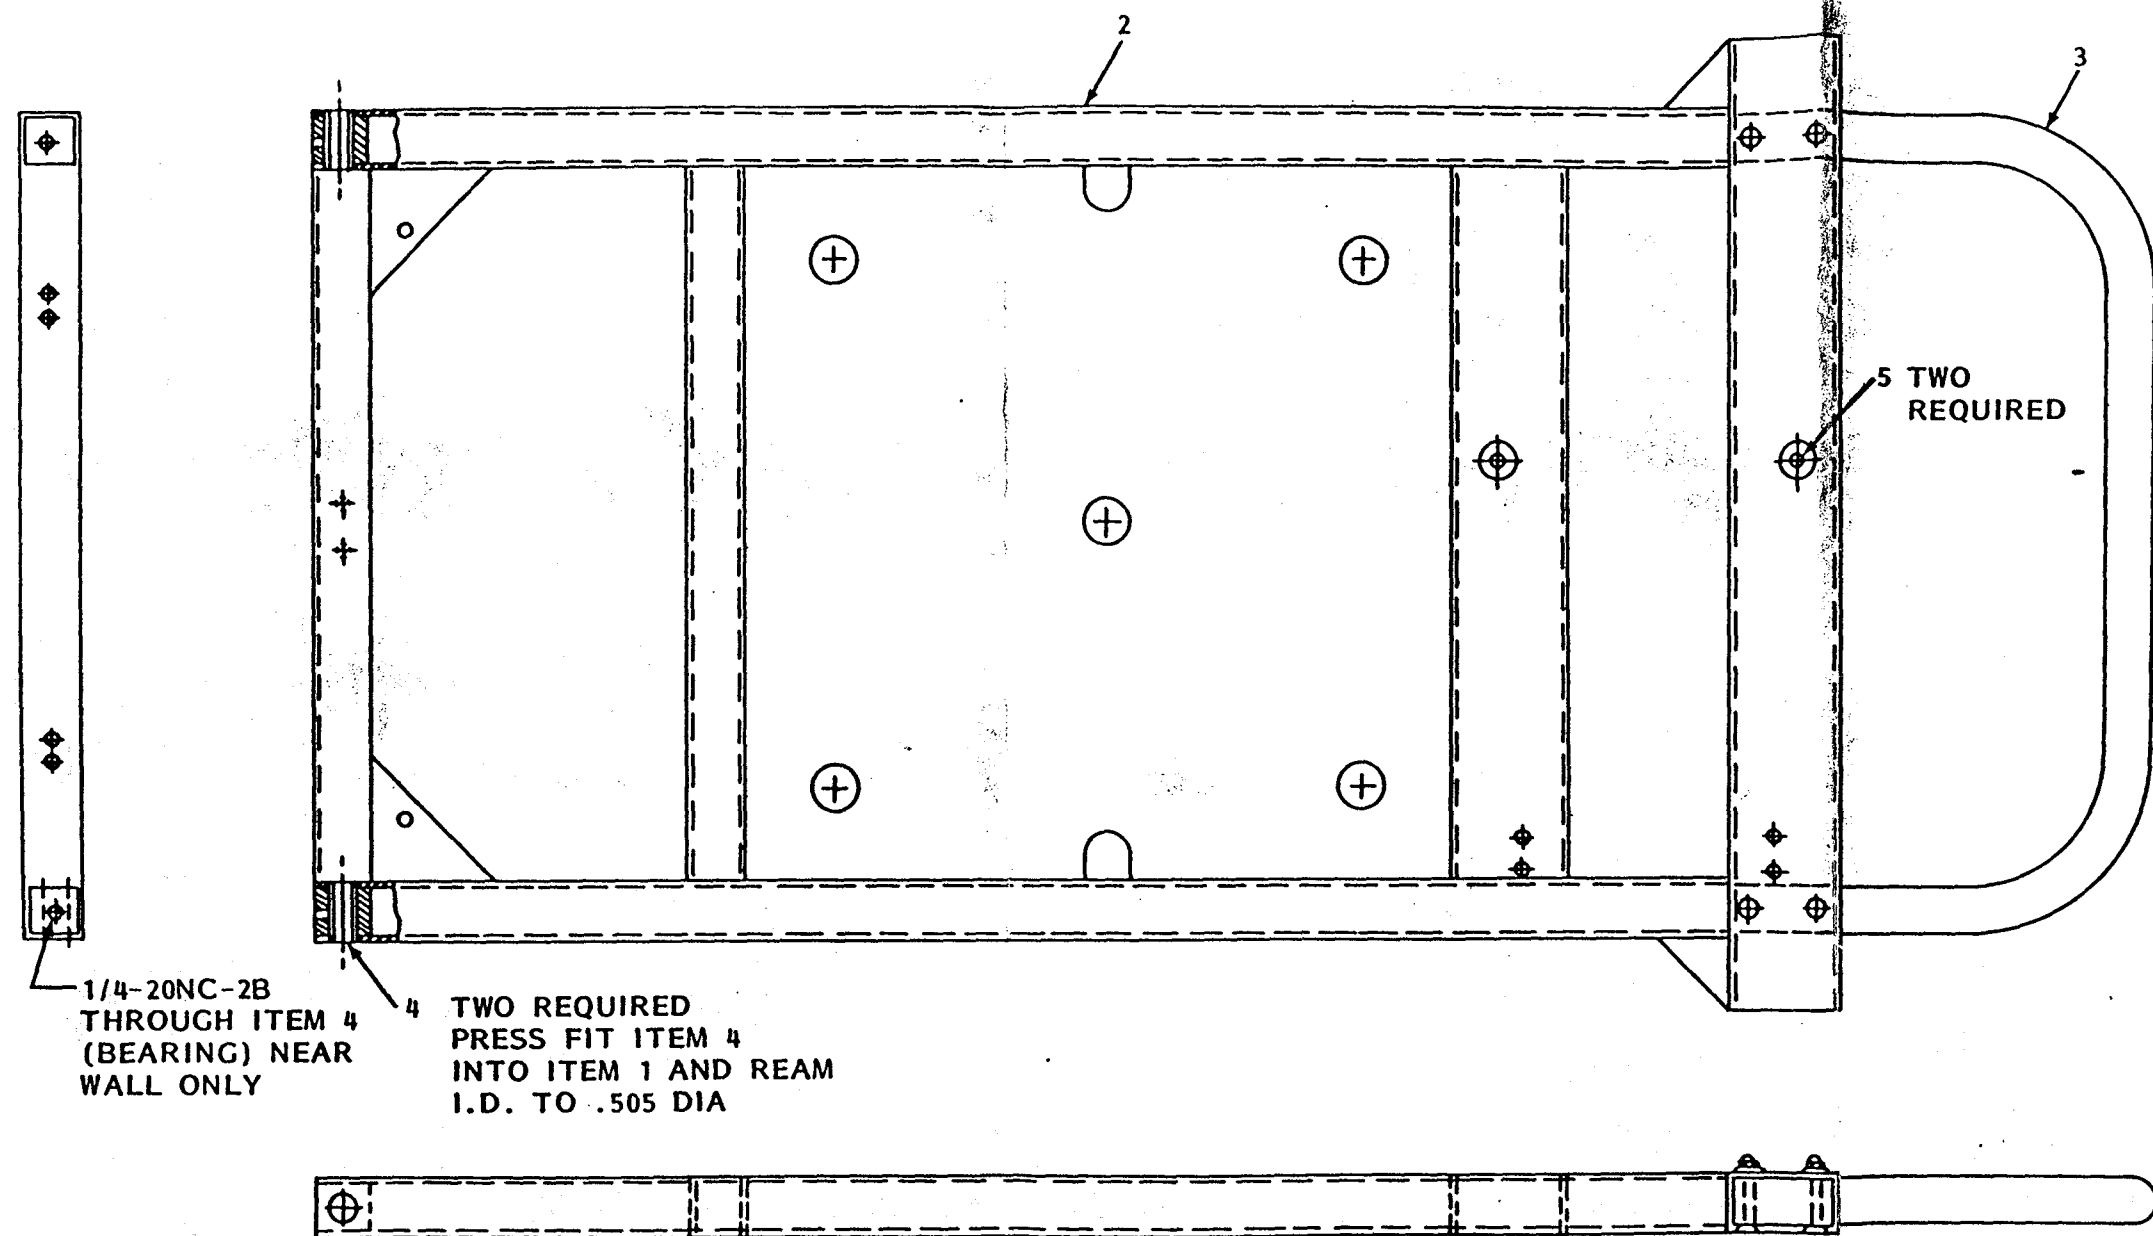 2
3
5 TWO
REQUIRED
1/4-20NC-2B
THROUGH ITEM 4
(BEARING) NEAR
WALL ONLY
4 TWO REQUIRED
PRESS FIT ITEM 4
INTO ITEM 1 AND REAM
I.D. TO .505 DIA